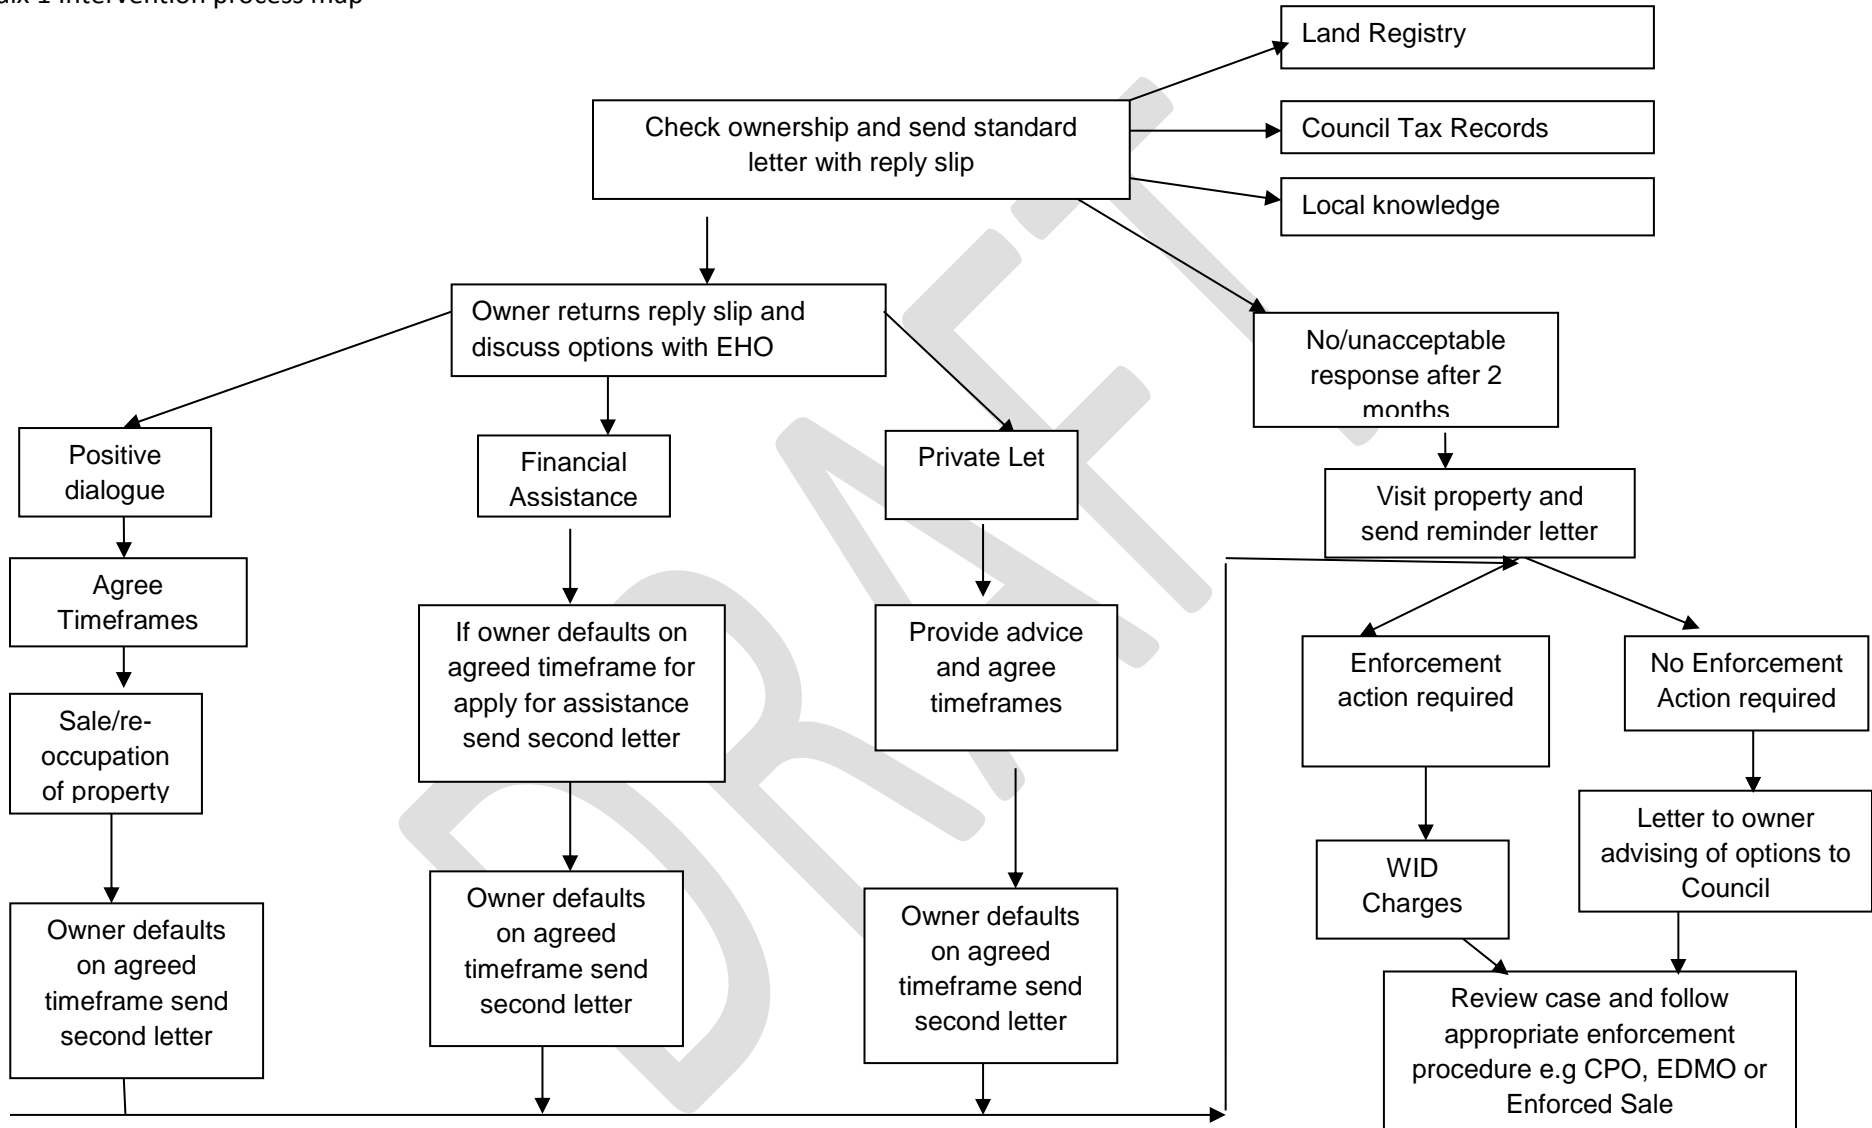 aix 1 Intervention process map
Land Registry
Check ownership and send standard
letter with reply slip
Council Tax Records
Local knowledge
Owner returns reply slip and
discuss options with EHO
No/unacceptable
response after 2
months
Positive
dialogue
Financial
Assistance
Private Let
Visit property and
send reminder letter
Agree
Timeframes
If owner defaults on
agreed timeframe for
apply for assistance
send second letter
Provide advice
and agree
timeframes
Enforcement
action required
No Enforcement
Action required
Sale/re-
occupation
of property
WID
Charges
Letter to owner
advising of options to
Council
Owner defaults
on agreed
timeframe send
second letter
Owner defaults
on agreed
timeframe send
second letter
Owner defaults
on agreed
timeframe send
second letter
Review case and follow
appropriate enforcement
procedure e.g CPO, EDMO or
Enforced Sale
DRAFT